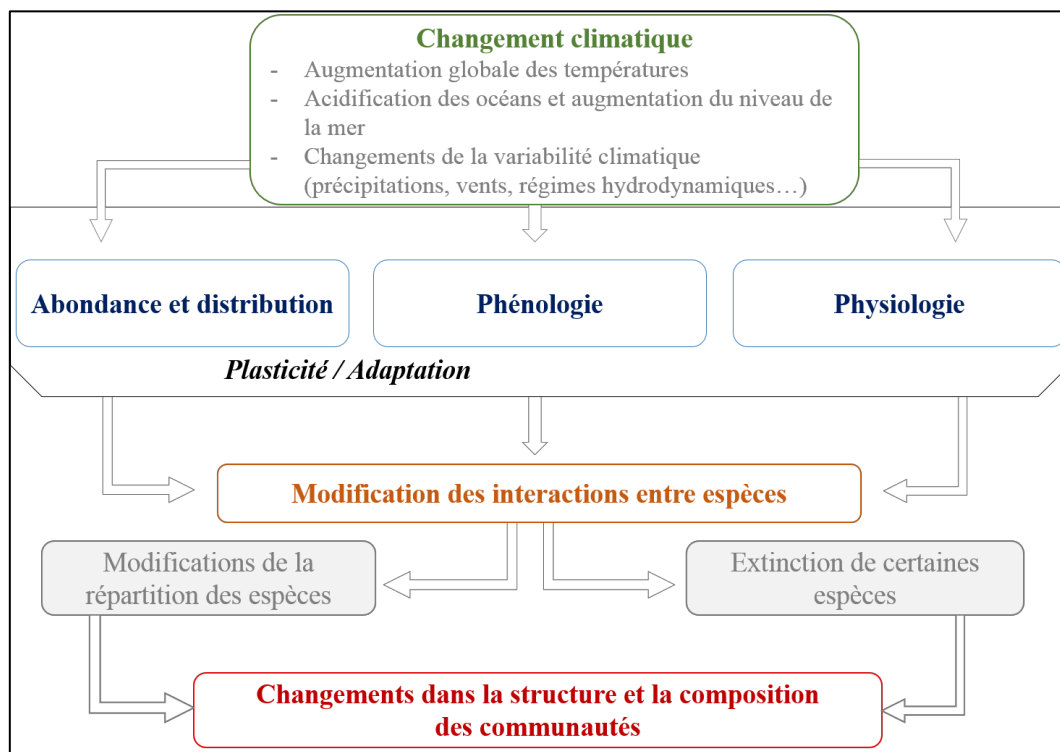 Changement climatique
- Augmentation globale des températures
- Acidification des océans et augmentation du niveau de
la mer
- Changements de la variabilité climatique
(précipitations, vents, régimes hydrodynamiques…)
Abondance et distribution
Phénologie
Physiologie
Plasticité / Adaptation
Modification des interactions entre espèces
Modifications de la
répartition des espèces
Extinction de certaines
espèces
Changements dans la structure et la composition
des communautés